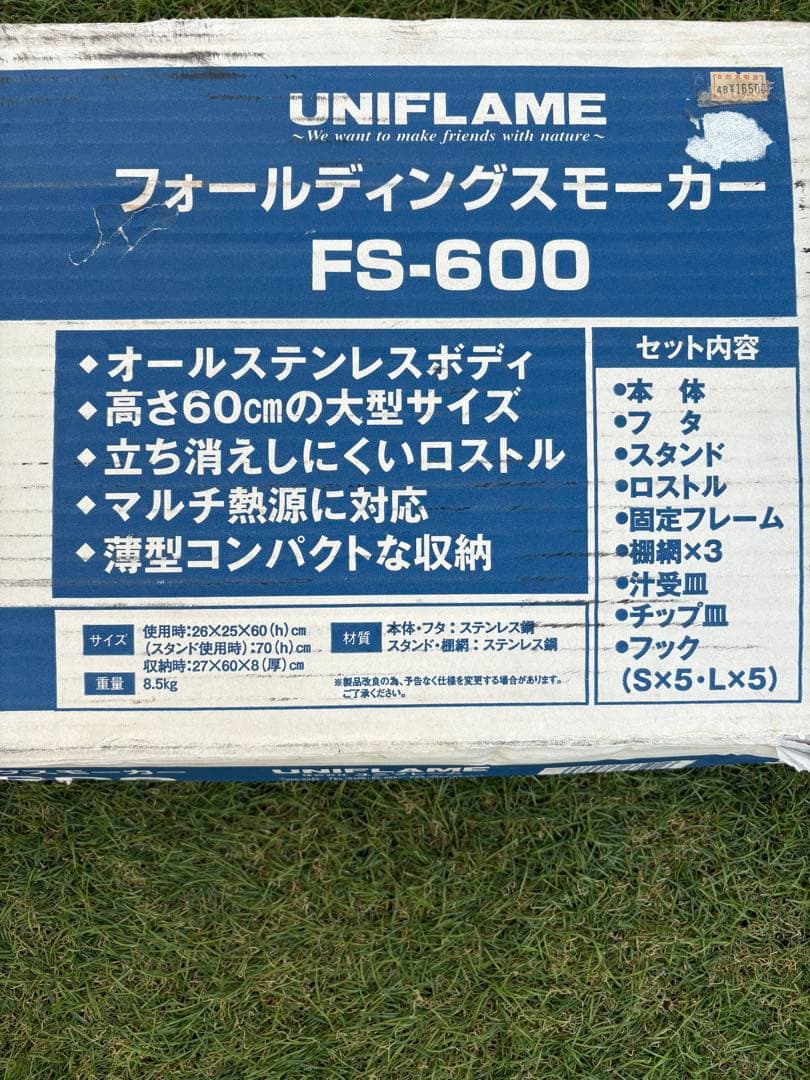 UNIFLAME
～We want to make friends with nature～
フォールディングスモーカー
FS-600
◆オールステンレスボディ
◆高さ60cmの大型サイズ
◆立ち消えしにくいロストル
◆マルチ熱源に対応
◆薄型コンパクトな収納
セット内容
●本 体
●フ タ
●スタンド
●ロストル
●固定フレーム
●棚網×3
●汁受皿
●チップ皿
●フック
(S×5・L×5)
サイズ 使用時:26×25×60(h)cm
(スタンド使用時):70(h)cm
収納時:27×60×8(厚)cm
重量 8.5kg
材質 本体・フタ：ステンレス鋼
スタンド・棚網：ステンレス鋼
※製品改良の為、予告なく仕様を変更する場合があります。
ご了承ください。
UNIFLAME